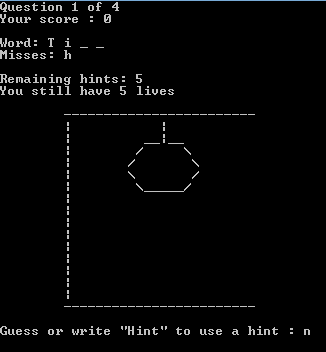 Question 1 of 4
Your score : 0
Word: T i _ _
Misses: h
Remaining hints: 5
You still have 5 lives
Guess or write "Hint" to use a hint : n